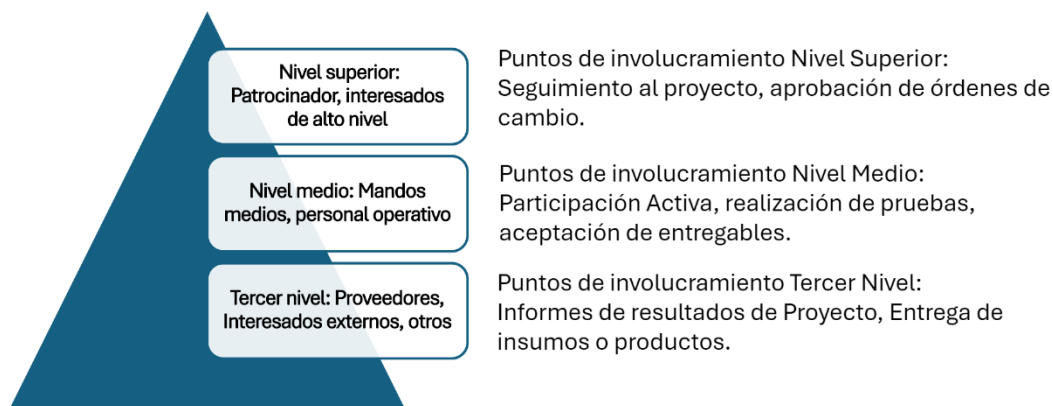 Nivel superior:
Patrocinador, interesados
de alto nivel
Puntos de involucramiento Nivel Superior:
Seguimiento al proyecto, aprobación de órdenes de
cambio.
Nivel medio: Mandos
medios, personal operativo
Puntos de involucramiento Nivel Medio:
Participación Activa, realización de pruebas,
aceptación de entregables.
Tercer nivel: Proveedores,
Interesados externos, otros
Puntos de involucramiento Tercer Nivel:
Informes de resultados de Proyecto, Entrega de
insumos o productos.